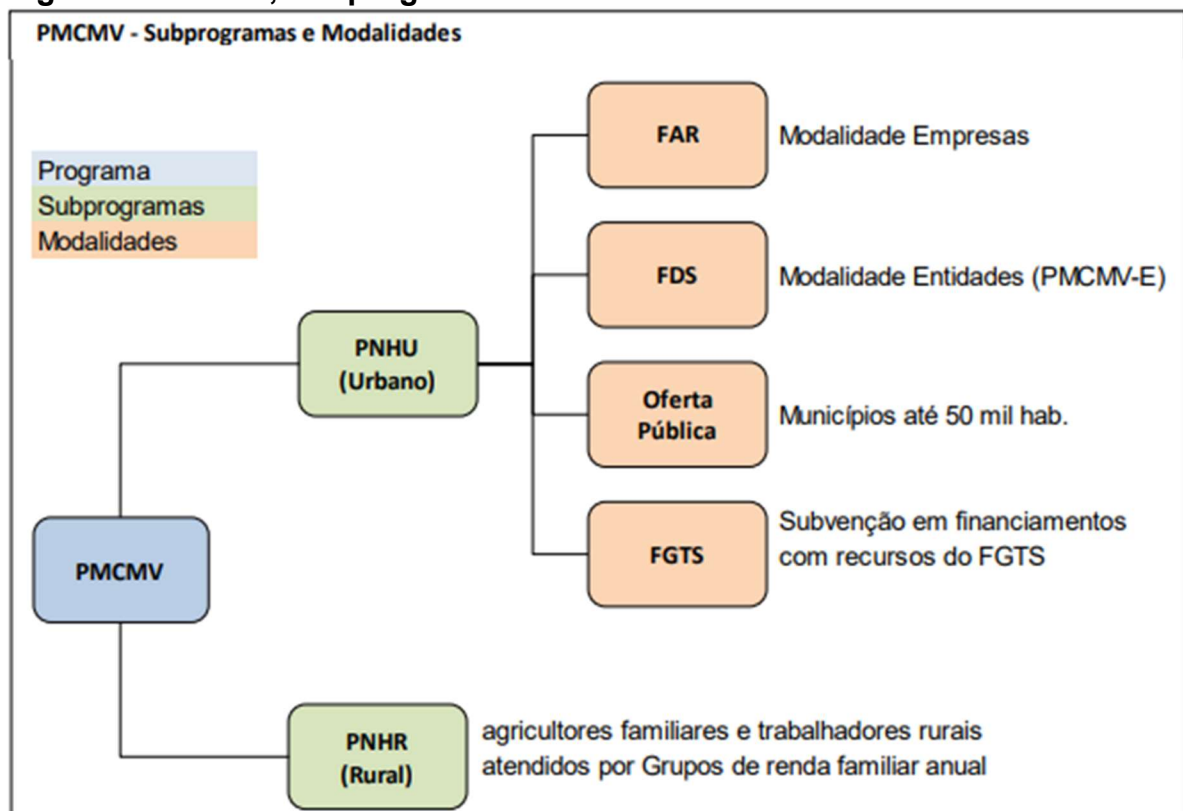 PMCMV - Subprogramas e Modalidades
Programa
Subprogramas
Modalidades
FAR
Modalidade Empresas
FDS
Modalidade Entidades (PMCMV-E)
PNHU
(Urbano)
Oferta
Pública
Municípios até 50 mil hab.
FGTS
Subvenção em financiamentos
com recursos do FGTS
PMCMV
PNHR
(Rural)
agricultores familiares e trabalhadores rurais
atendidos por Grupos de renda familiar anual